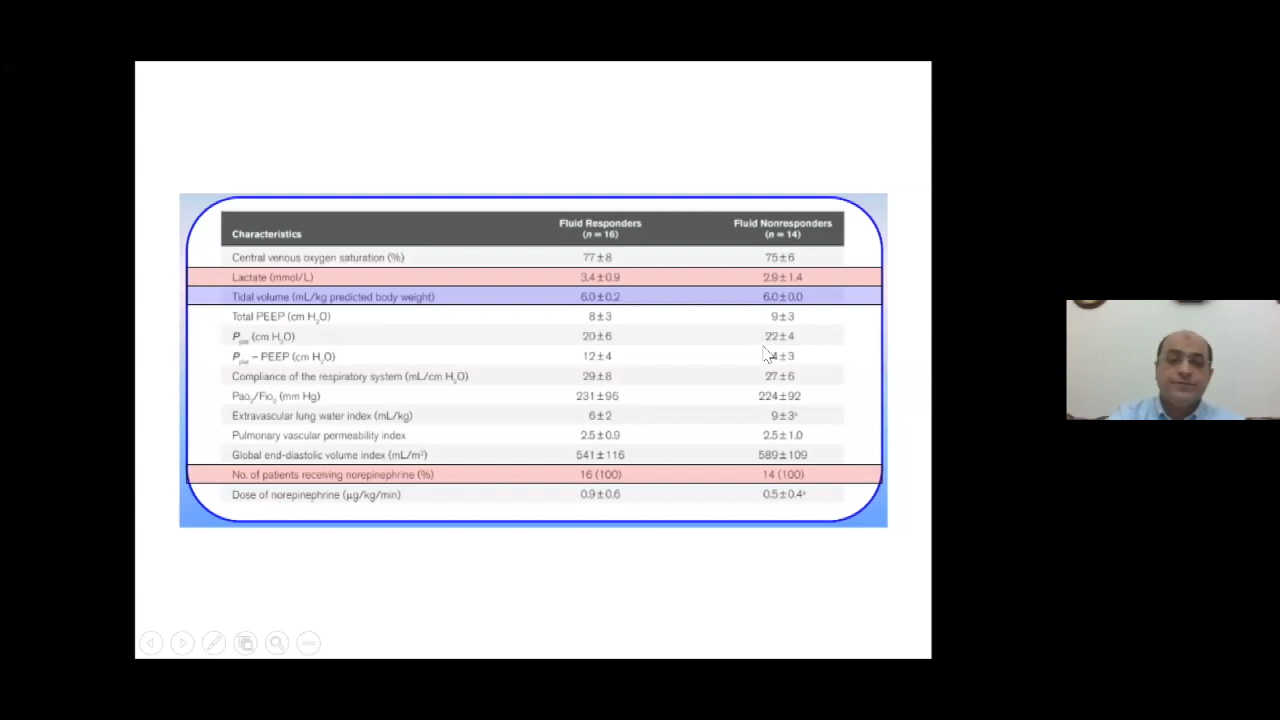 Characteristics Fluid Responders (n = 16) Fluid Nonresponders (n = 14)
Central venous oxygen saturation (%) 77±8 75±6
Lactate (mmol/L) 3.4±0.9 2.9±1.4
Tidal volume (mL/kg predicted body weight) 6.0±0.2 6.0±0.0
Total PEEP (cm H2O) 8±3 9±3
Pplat (cm H2O) 20±6 22±4
Pplat – PEEP (cm H2O) 12±4 4±3
Compliance of the respiratory system (mL/cm H2O) 29±8 27±6
Pao2/Fio2 (mm Hg) 231±96 224±92
Extravascular lung water index (mL/kg) 6±2 9±3a
Pulmonary vascular permeability index 2.5±0.9 2.5±1.0
Global end-diastolic volume index (mL/m2) 541±116 589±109
No. of patients receiving norepinephrine (%) 16 (100) 14 (100)
Dose of norepinephrine (μg/kg/min) 0.9±0.6 0.5±0.4a